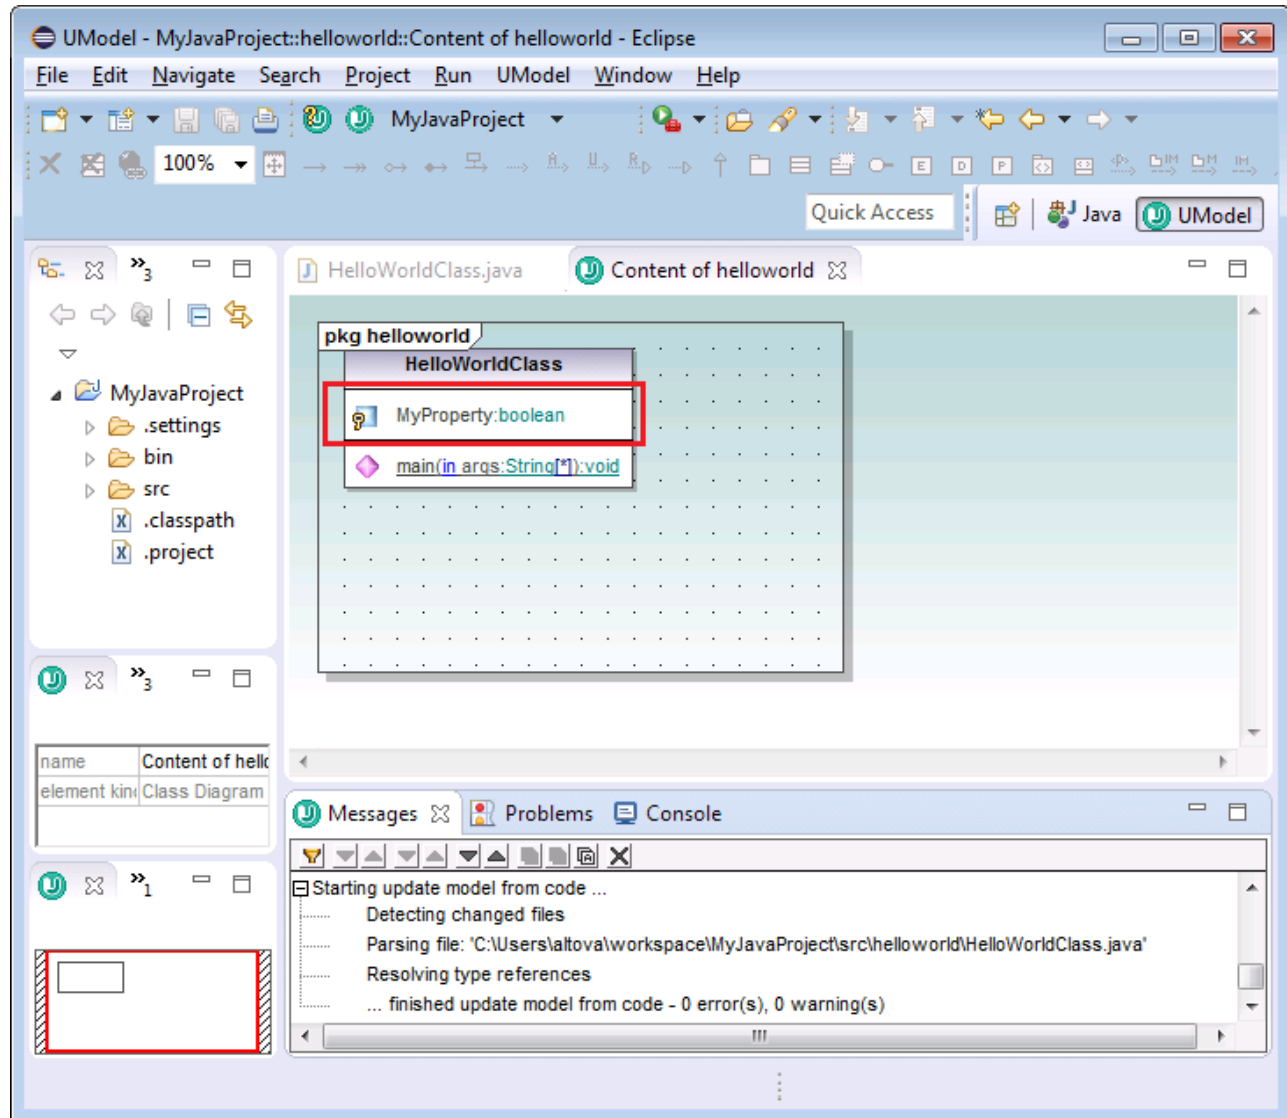 UModel - MyJavaProject::helloworld::Content of helloworld - Eclipse
File Edit Navigate Search Project Run UModel Window Help
MyJavaProject
100%
Quick Access
Java
UModel
3
HelloWorldClass.java
Content of helloworld
pkg helloworld
HelloWorldClass
MyProperty:boolean
main(in args:String[*]):void
MyJavaProject
.settings
bin
src
.classpath
.project
3
name Content of hello
element kin Class Diagram
1
Messages Problems Console
Starting update model from code ...
Detecting changed files
Parsing file: 'C:\Users\altova\workspace\MyJavaProject\src\helloworld\HelloWorldClass.java'
Resolving type references
... finished update model from code - 0 error(s), 0 warning(s)